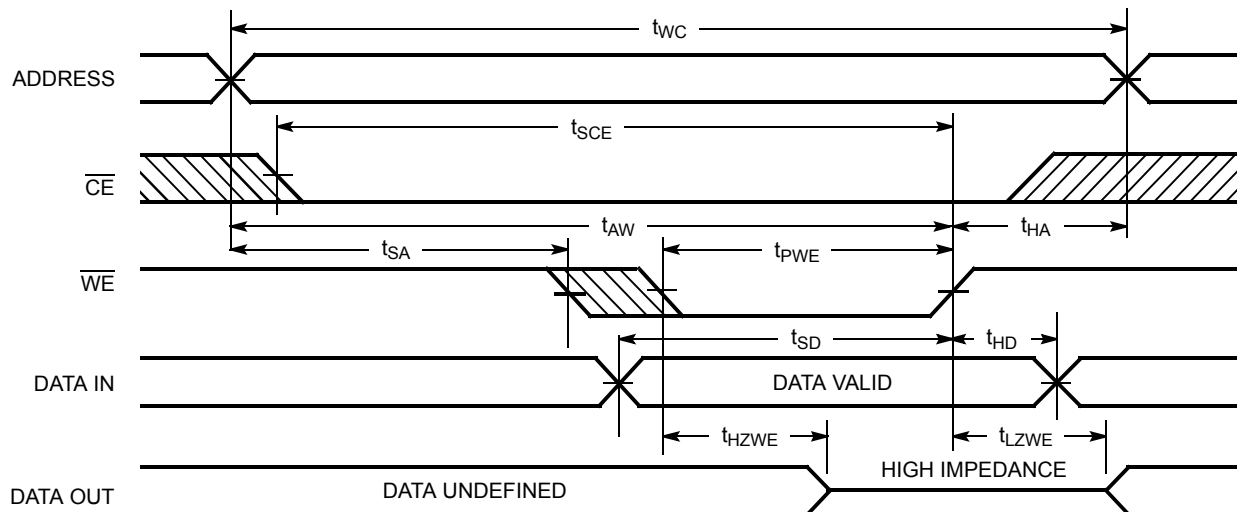 tWC
ADDRESS
tSCE
CE
tAW
tHA
tSA
tPWE
WE
tSD
tHD
DATA IN
DATA VALID
tHZWE
tLZWE
HIGH IMPEDANCE
DATA OUT
DATA UNDEFINED